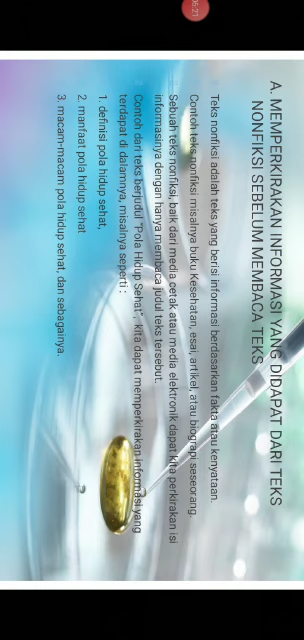 06:21
A. MEMPERKIRAKAN INFORMASI YANG DIDAPAT DARI TEKS
NONFIKSI SEBELUM MEMBACA TEKS
Teks nonfiksi adalah teks yang berisi informasi berdasarkan fakta atau kenyataan.
Contoh teks nonfiksi misalnya buku Kesehatan, esai, artikel, atau biograpi seseorang.
Sebuah teks nonfiksi, baik dari media cetak atau media elektronik dapat kita perkirakan isi
informasinya dengan hanya membaca judul teks tersebut.
Contoh dari teks berjudul "Pola Hidup Sehat", kita dapat memperkirakan informasi yang
terdapat di dalamnya, misalnya seperti :
1. definisi pola hidup sehat,
2. manfaat pola hidup sehat
3. macam-macam pola hidup sehat, dan sebagainya.